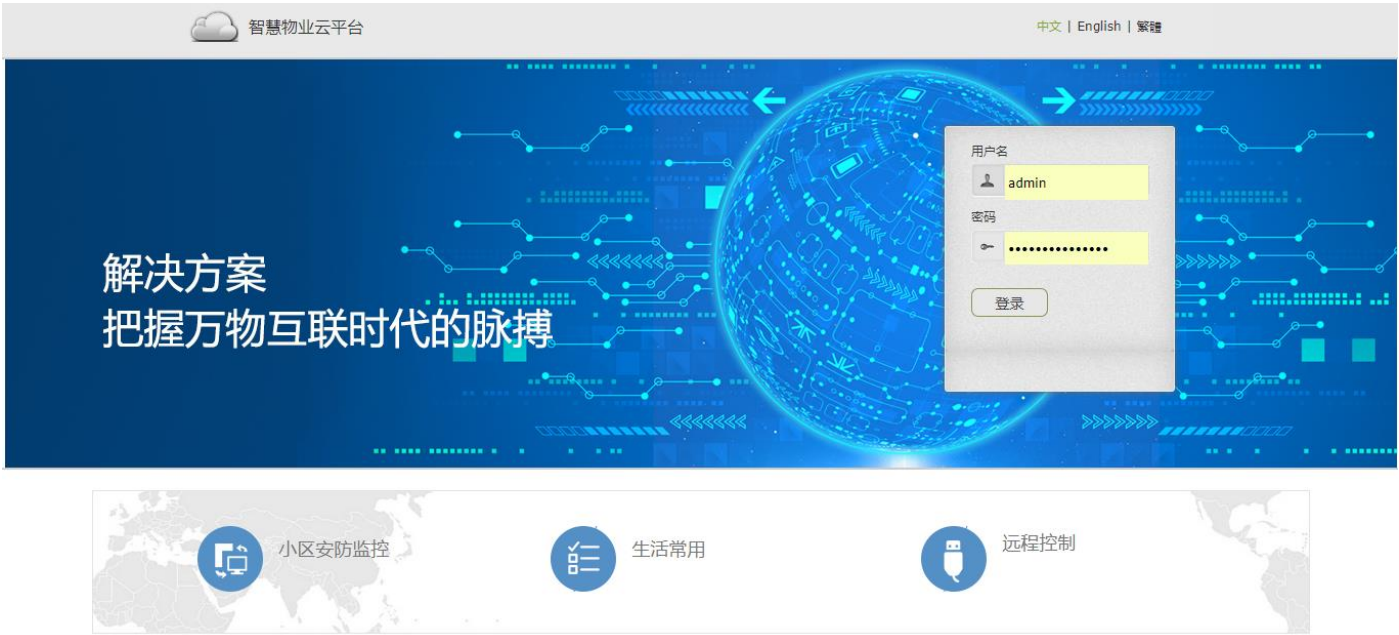 智慧物业云平台
中文 | English | 繁體
用户名
admin
密码
•••••••••••••••
登录
解决方案
把握万物互联时代的脉搏
小区安防监控
生活常用
远程控制